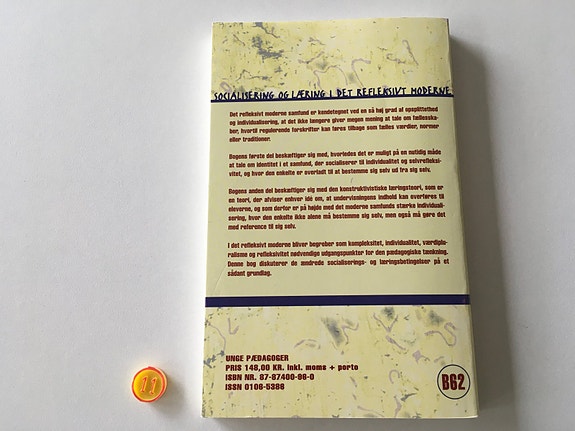 SOCIALISERING OG LÆRING I DET REFLEKSIVT MODERNE
Det refleksivt moderne samfund er kendetegnet ved en så høj grad af opsplittethed
og individualisering, at det ikke længere giver megen mening at tale om fællesska-
ber, hvortil regulerende forskrifter kan føres tilbage som fælles værdier, normer
eller traditioner.
Bogens første del beskæftiger sig med, hvorledes det er muligt på en nutidig måde
at tale om identitet i et samfund, der socialiserer til individualitet og selvrefleksi-
vitet, og hvor den enkelte er overladt til at bestemme sig selv ud fra sig selv.
Bogens anden del beskæftiger sig med den konstruktivistiske læringsteori, som er
en teori, der afviser enhver ide om, at undervisningens indhold kan overføres til
eleverne, og som derfor er på højde med det moderne samfunds stærke individuali-
sering, hvor den enkelte ikke alene må bestemme sig selv, men også må gøre det
med reference til sig selv.
I det refleksivt moderne bliver begreber som kompleksitet, individualitet, værdiplu-
ralisme og refleksivitet nødvendige udgangspunkter for den pædagogiske tænkning.
Denne bog diskuterer de ændrede socialiserings- og læringsbetingelser på et
sådant grundlag.
UNGE PÆDAGOGER
PRIS 148,00 KR. inkl. moms + porto
ISBN NR. 87-87400-96-0
ISSN 0106-5386
B62
11